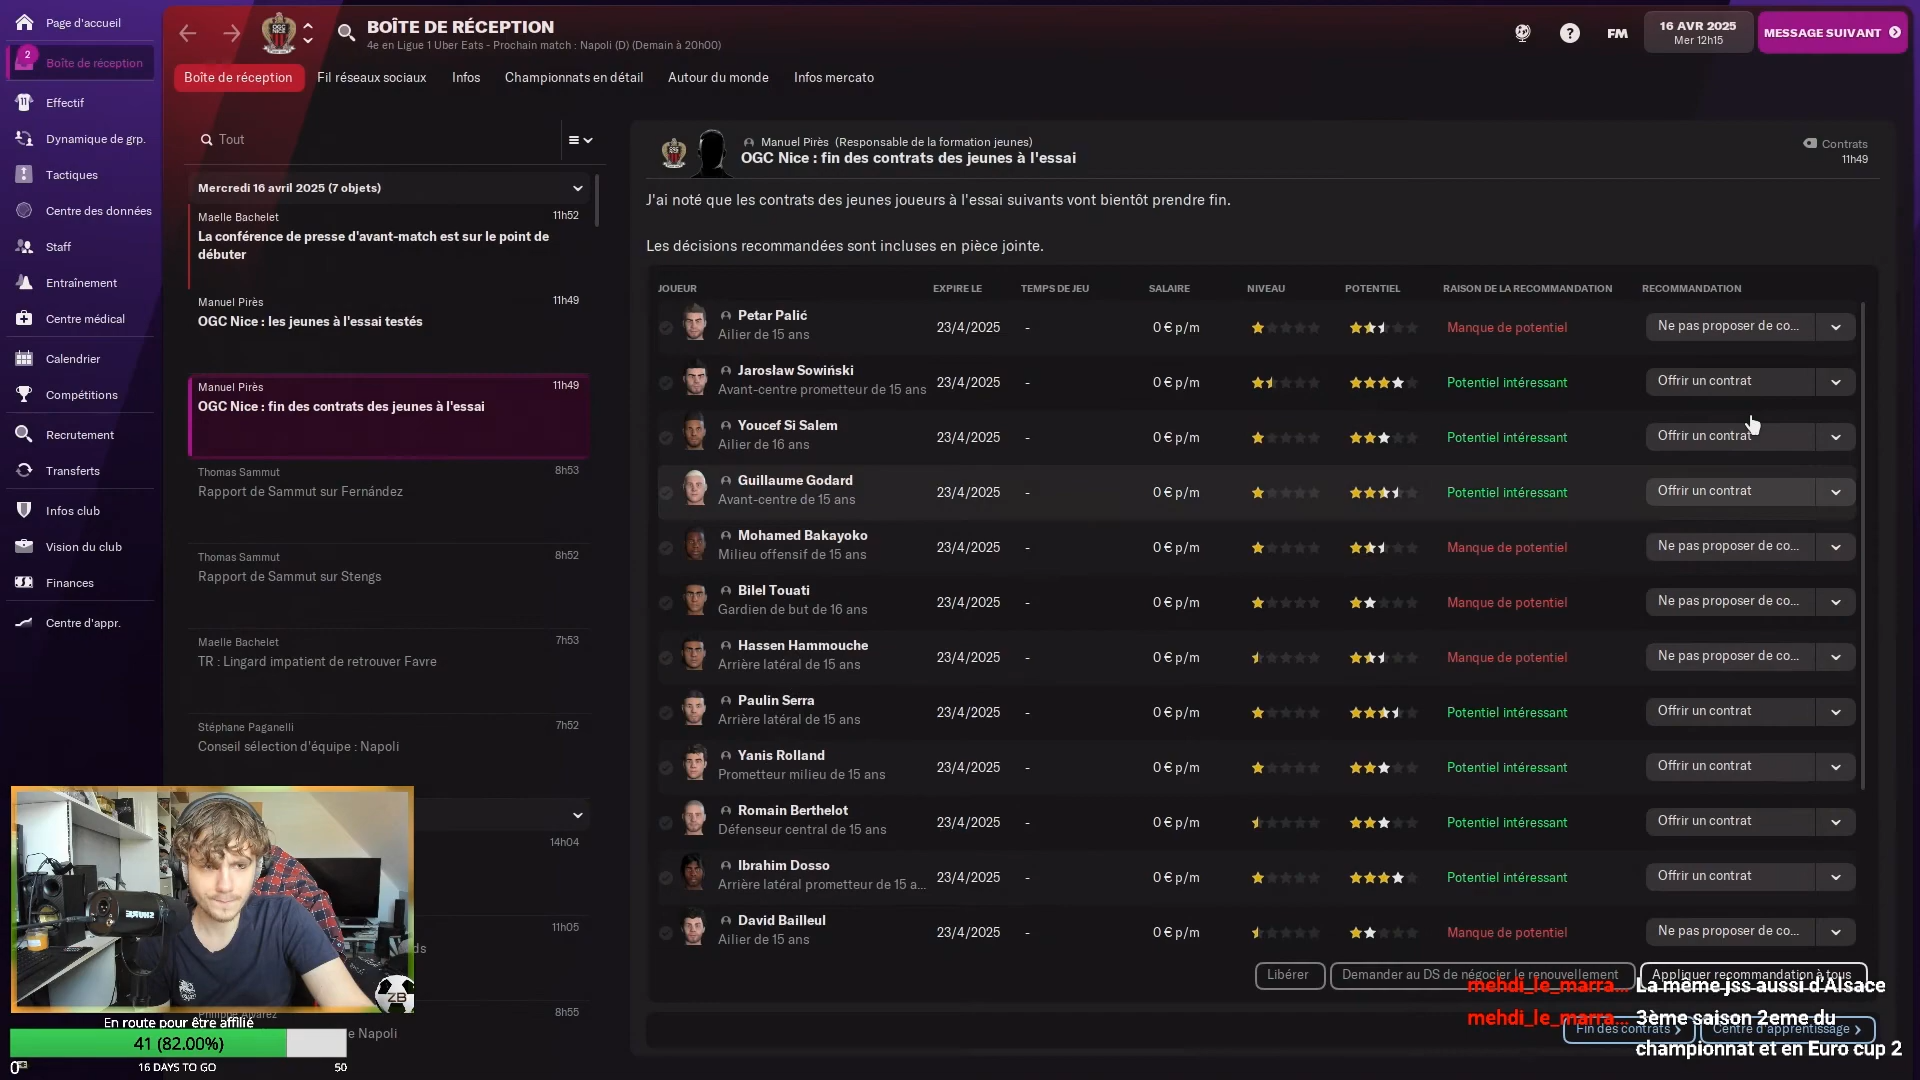 Page d'accueil
2
Boîte de réception
Effectif
Dynamique de grp.
Tactiques
Centre des données
Staff
Entraînement
Centre médical
Calendrier
Compétitions
Recrutement
Transferts
Infos club
Vision du club
Finances
Centre d'appr.
BOÎTE DE RÉCEPTION
4e en Ligue 1 Uber Eats - Prochain match : Napoli (D) (Demain à 20h00)
FM
16 AVR 2025
Mer 12h15
MESSAGE SUIVANT
Boîte de réception
Fil réseaux sociaux
Infos
Championnats en détail
Autour du monde
Infos mercato
Tout
Mercredi 16 avril 2025 (7 objets)
Maelle Bachelet 11h52
La conférence de presse d'avant-match est sur le point de
débuter
Manuel Pirès 11h49
OGC Nice : les jeunes à l'essai testés
Manuel Pirès 11h49
OGC Nice : fin des contrats des jeunes à l'essai
Thomas Sammut 8h53
Rapport de Sammut sur Fernández
Thomas Sammut 8h52
Rapport de Sammut sur Stengs
Maelle Bachelet 7h53
TR : Lingard impatient de retrouver Favre
Stéphane Paganelli 7h52
Conseil sélection d'équipe : Napoli
14h04
11h05
ds
Philippe Alvarez 8h55
e Napoli
Manuel Pirès (Responsable de la formation jeunes)
OGC Nice : fin des contrats des jeunes à l'essai
Contrats
11h49
J'ai noté que les contrats des jeunes joueurs à l'essai suivants vont bientôt prendre fin.
Les décisions recommandées sont incluses en pièce jointe.
JOUEUR EXPIRE LE TEMPS DE JEU SALAIRE NIVEAU POTENTIEL RAISON DE LA RECOMMANDATION RECOMMANDATION
Petar Palić
Ailier de 15 ans
23/4/2025 - 0 € p/m Manque de potentiel Ne pas proposer de co...
Jarosław Sowiński
Avant-centre prometteur de 15 ans
23/4/2025 - 0 € p/m Potentiel intéressant Offrir un contrat
Youcef Si Salem
Ailier de 16 ans
23/4/2025 - 0 € p/m Potentiel intéressant Offrir un contrat
Guillaume Godard
Avant-centre de 15 ans
23/4/2025 - 0 € p/m Potentiel intéressant Offrir un contrat
Mohamed Bakayoko
Milieu offensif de 15 ans
23/4/2025 - 0 € p/m Manque de potentiel Ne pas proposer de co...
Bilel Touati
Gardien de but de 16 ans
23/4/2025 - 0 € p/m Manque de potentiel Ne pas proposer de co...
Hassen Hammouche
Arrière latéral de 15 ans
23/4/2025 - 0 € p/m Manque de potentiel Ne pas proposer de co...
Paulin Serra
Arrière latéral de 15 ans
23/4/2025 - 0 € p/m Potentiel intéressant Offrir un contrat
Yanis Rolland
Prometteur milieu de 15 ans
23/4/2025 - 0 € p/m Potentiel intéressant Offrir un contrat
Romain Berthelot
Défenseur central de 15 ans
23/4/2025 - 0 € p/m Potentiel intéressant Offrir un contrat
Ibrahim Dosso
Arrière latéral prometteur de 15 a...
23/4/2025 - 0 € p/m Potentiel intéressant Offrir un contrat
David Bailleul
Ailier de 15 ans
23/4/2025 - 0 € p/m Manque de potentiel Ne pas proposer de co...
Libérer
Demander au DS de négocier le renouvellement
Appliquer recommandation à tous
mehdi_le_marra... La même jss aussi d'Alsace
mehdi_le_marra... 3ème saison 2eme du
championnat et en Euro cup 2
Fin des contrats
Centre d'apprentissage
ZB
En route pour être affilié
41 (82.00%)
0 16 DAYS TO GO 50